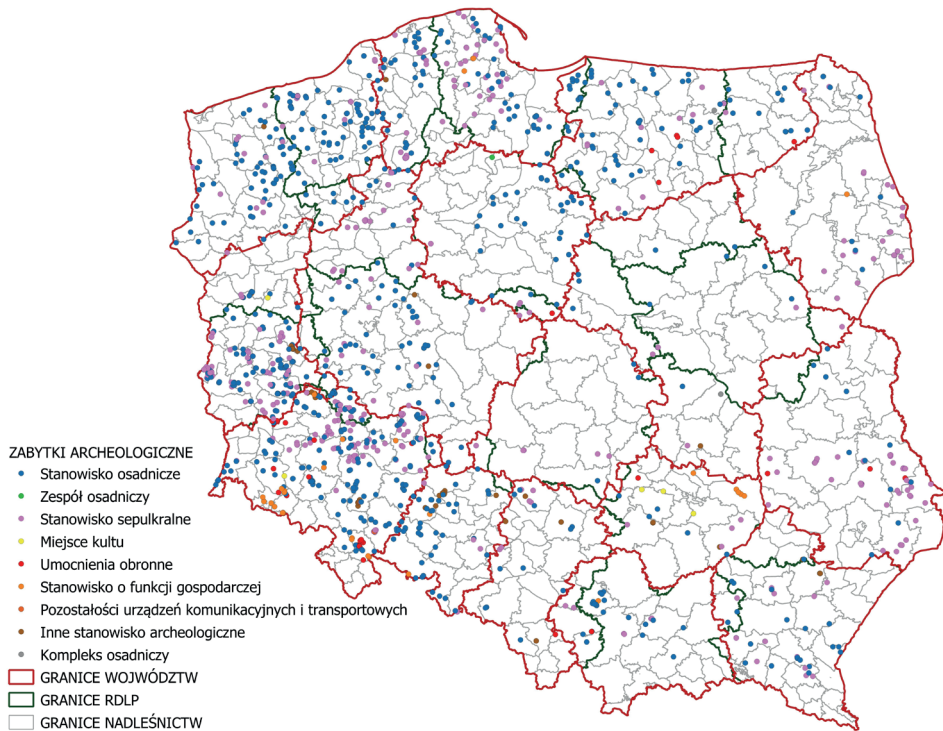 ZABYTKI ARCHEOLOGICZNE
Stanowisko osadnicze
Zespół osadniczy
Stanowisko sepulkralne
Miejsce kultu
Umocnienia obronne
Stanowisko o funkcji gospodarczej
Pozostałości urządzeń komunikacyjnych i transportowych
Inne stanowisko archeologiczne
Kompleks osadniczy
GRANICE WOJWÓDZTW
GRANICE RDLP
GRANICE NADLEŚNICTW